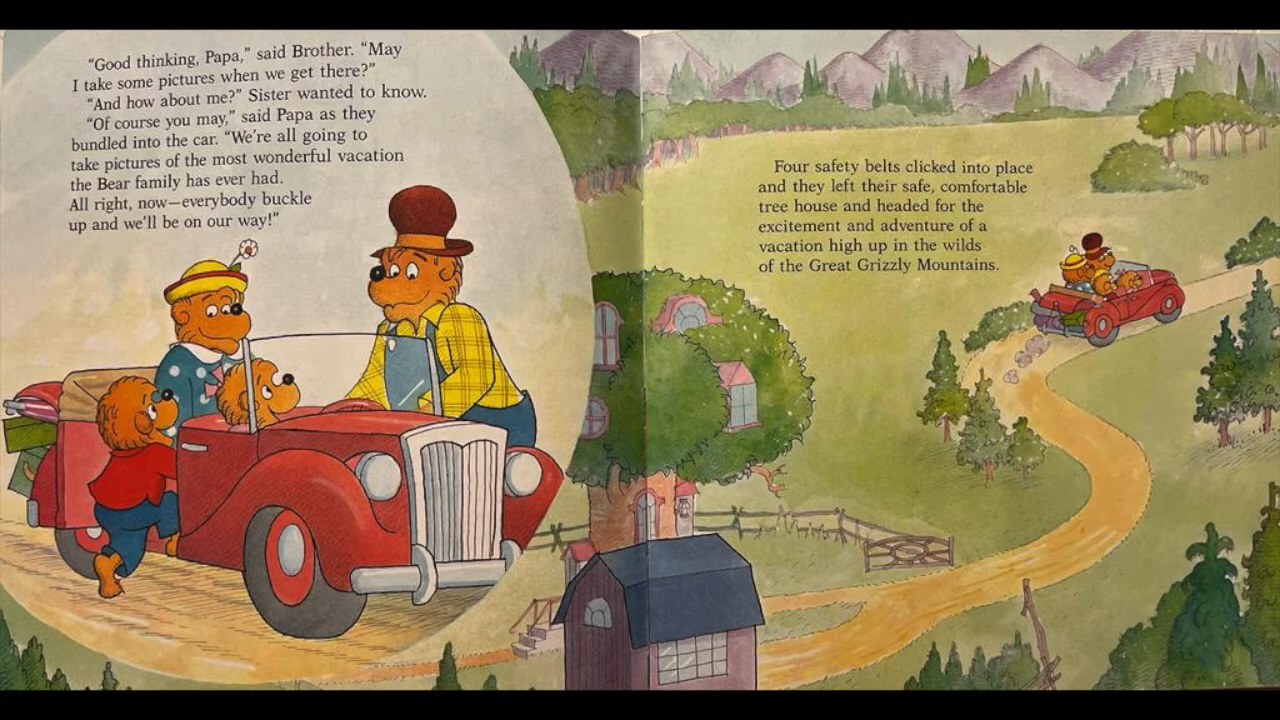 “Good thinking, Papa,” said Brother. “May
I take some pictures when we get there?”
“And how about me?” Sister wanted to know.
“Of course you may,” said Papa as they
bundled into the car. “We’re all going to
take pictures of the most wonderful vacation
the Bear family has ever had.
All right, now—everybody buckle
up and we’ll be on our way!”
Four safety belts clicked into place
and they left their safe, comfortable
tree house and headed for the
excitement and adventure of a
vacation high up in the wilds
of the Great Grizzly Mountains.